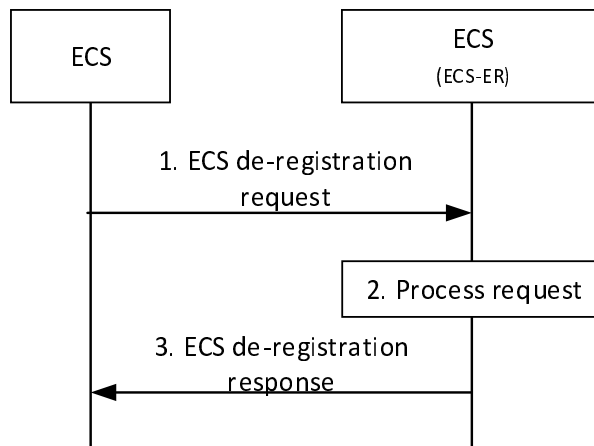 ECS
ECS
(ECS-ER)
1. ECS de-registration
request
2. Process request
3. ECS de-registration
response